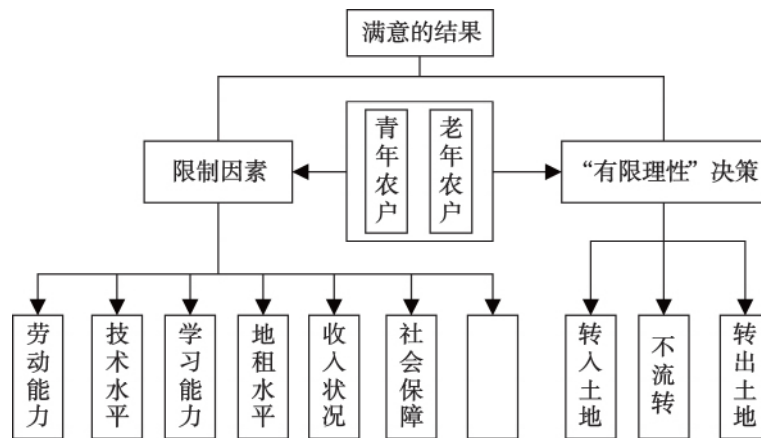 满意的结果
青年农户
老年农户
限制因素
“有限理性”决策
劳动能力
技术水平
学习能力
地租水平
收入状况
社会保障
转入土地
不流转
转出土地